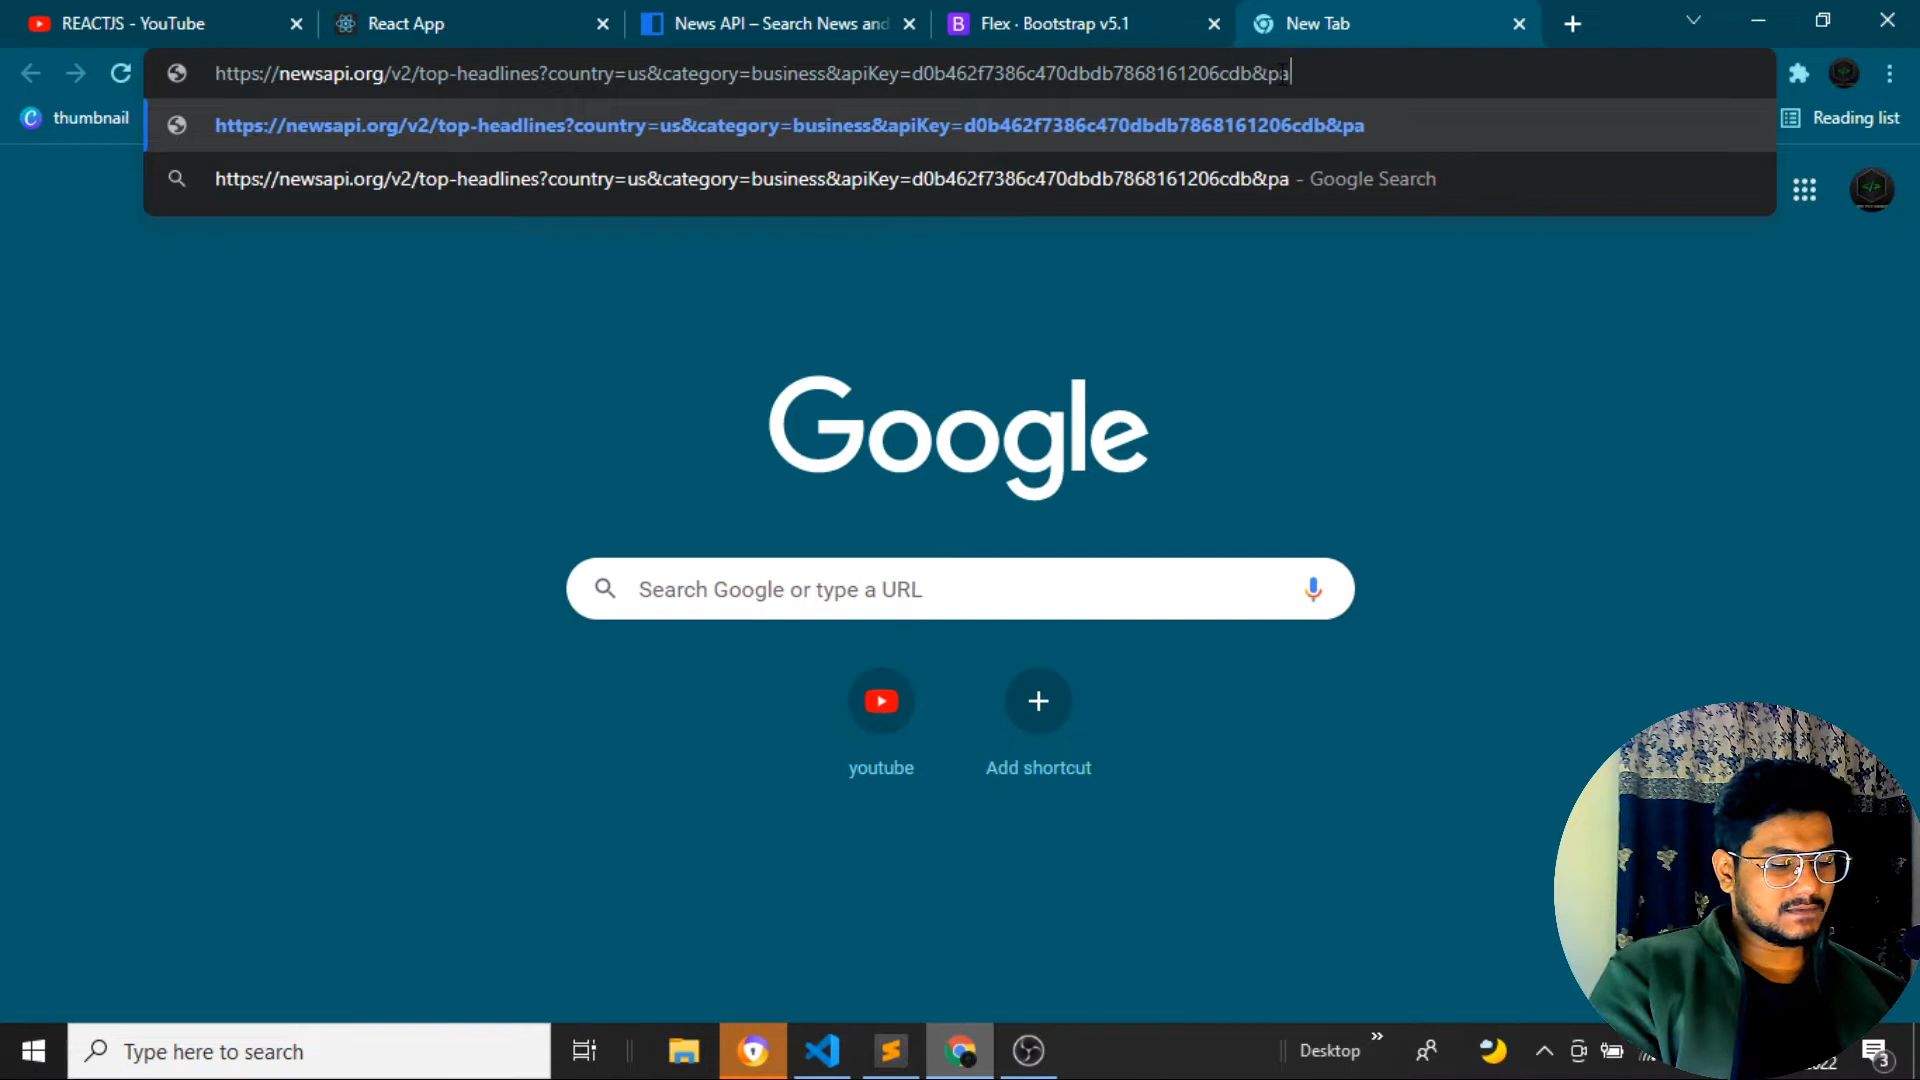 REACTJS - YouTube
React App
News API – Search News and
B Flex · Bootstrap v5.1
New Tab
https://newsapi.org/v2/top-headlines?country=us&category=business&apiKey=d0b462f7386c470dbdb7868161206cdb&pa
thumbnail
https://newsapi.org/v2/top-headlines?country=us&category=business&apiKey=d0b462f7386c470dbdb7868161206cdb&pa
Reading list
https://newsapi.org/v2/top-headlines?country=us&category=business&apiKey=d0b462f7386c470dbdb7868161206cdb&pa - Google Search
Google
Search Google or type a URL
youtube
Add shortcut
Type here to search
Desktop
3